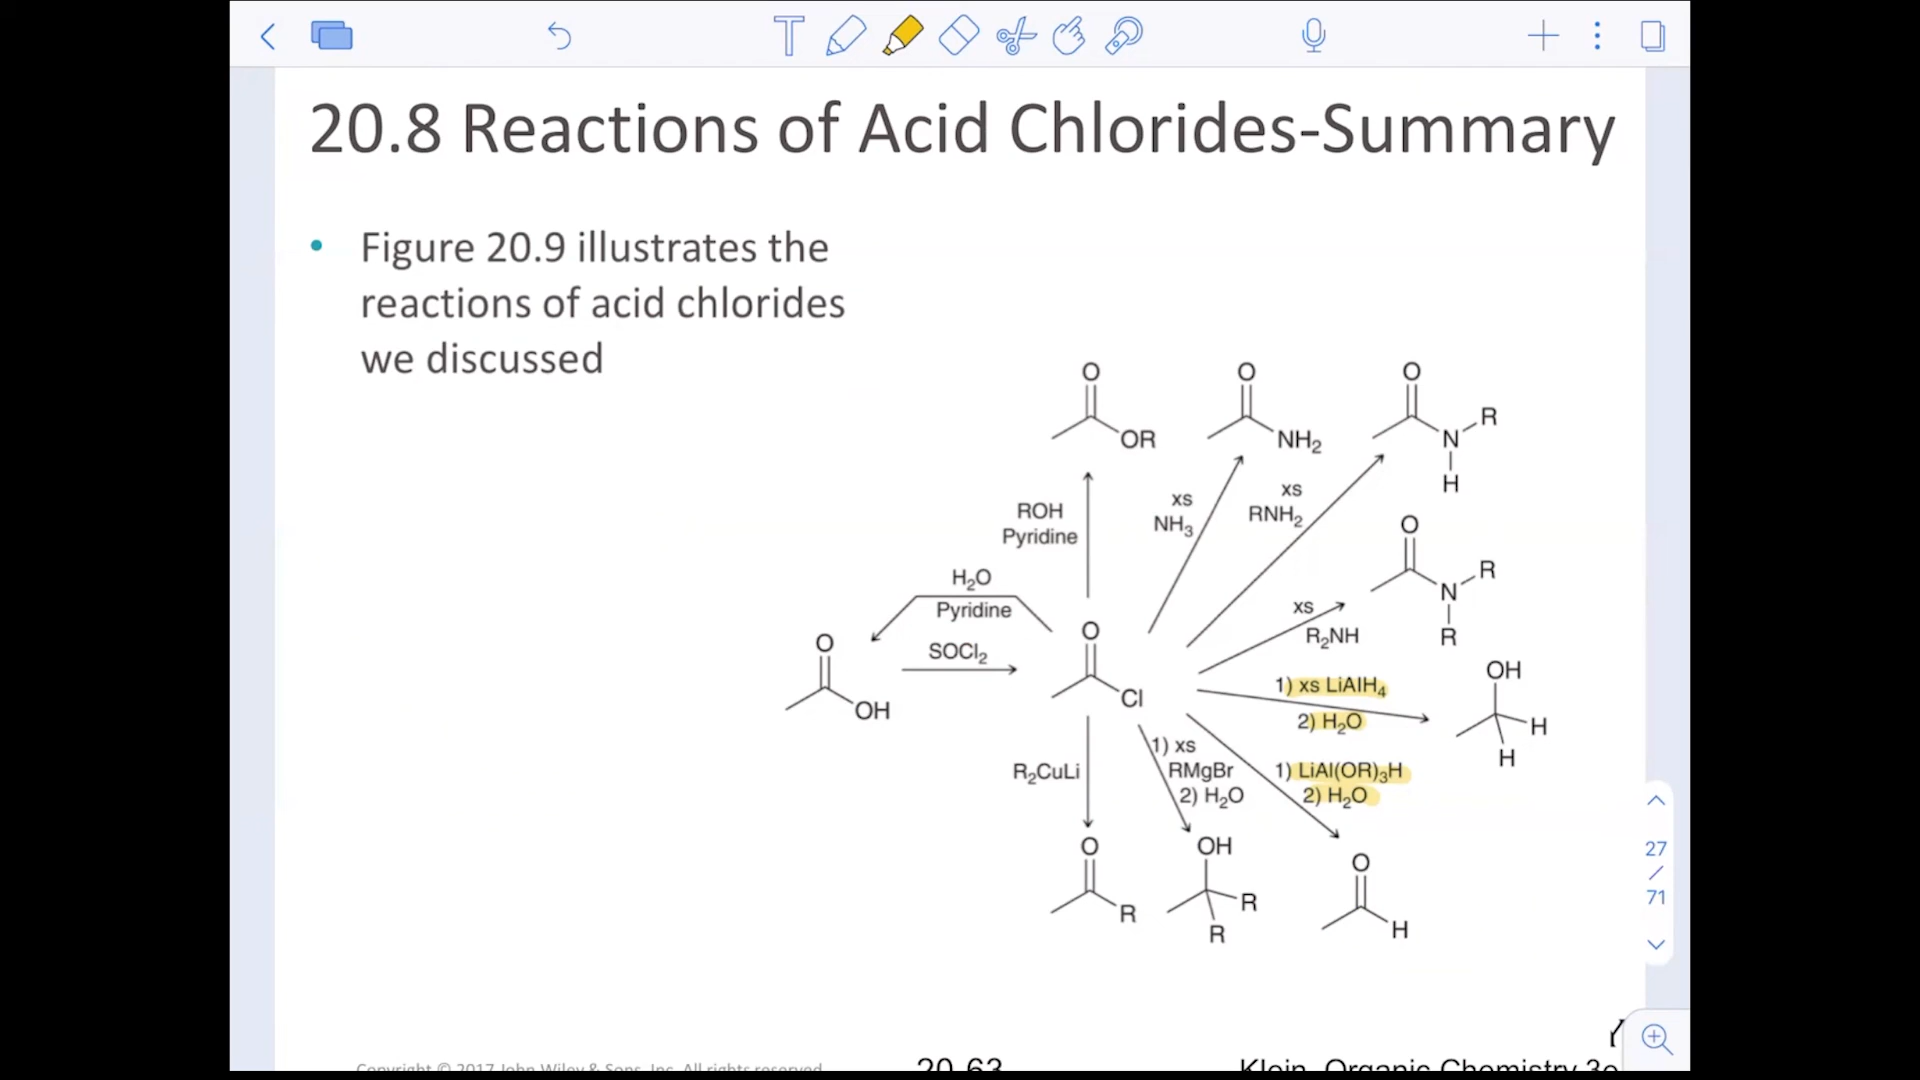 20.8 Reactions of Acid Chlorides-Summary
• Figure 20.9 illustrates the
reactions of acid chlorides
we discussed
O O O
OR NH₂ N R
H
ROH
Pyridine
xs
NH₃
xs
RNH₂
O
N R
R
xs
R₂NH
H₂O
Pyridine
SOCl₂
O
OH
O
Cl
1) xs LiAlH₄
2) H₂O
OH
H
H
R₂CuLi
1) xs
RMgBr
2) H₂O
1) LiAl(OR)₃H
2) H₂O
O
R
OH
R
R
O
H
27
/
71
Copyright © 2017 John Wiley & Sons, Inc. All rights reserved
20-63
Klein, Organic Chemistry 3e